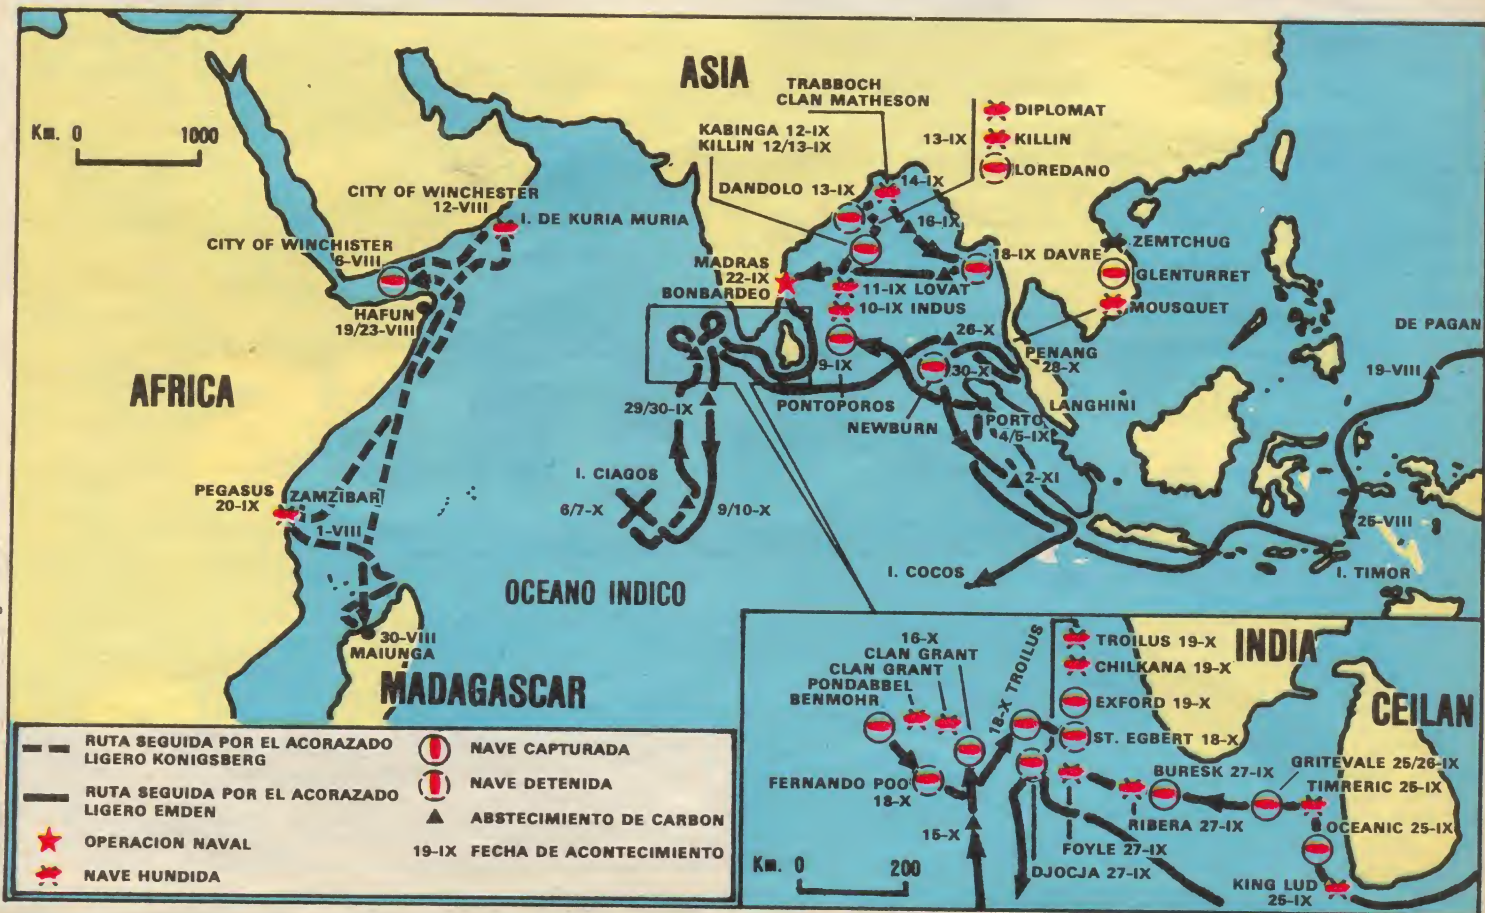 ASIA
TRABBOCH
CLAN MATHESON
DIPLOMAT
KABINGA 12-IX
KILLIN 12/13-IX
13-IX
KILLIN
LOREDANO
Km. 0 1000
DANDOLO 13-IX
14-IX
16-IX
CITY OF WINCHESTER
12-VIII
I. DE KURIA MURIA
CITY OF WINCHISTER
6-VIII
HAFUN
19/23-VIII
MADRAS
22-IX
BONBARDEO
11-IX LOVAT
10-IX INDUS
18-IX DAVRE
ZEMTCHUG
GLENTURRET
MOUSQUET
DE PAGAN
26-X
PENANG
28-X
19-VIII
9-IX
30-X
AFRICA
PONTOPOROS
NEWBURN
LANGHINI
PORTO
4/5-IX
29/30-IX
I. CIAGOS
6/7-X
9/10-X
2-XI
PEGASUS
20-IX
ZAMZIBAR
1-VIII
25-VIII
I. COCOS
I. TIMOR
OCEANO INDICO
30-VIII
MAIUNGA
MADAGASCAR
RUTA SEGUIDA POR EL ACORAZADO
LIGERO KONIGSBERG
RUTA SEGUIDA POR EL ACORAZADO
LIGERO EMDEN
OPERACION NAVAL
NAVE HUNDIDA
NAVE CAPTURADA
NAVE DETENIDA
ABSTECIMIENTO DE CARBON
19-IX FECHA DE ACONTECIMIENTO
16-X
CLAN GRANT
CLAN GRANT
PONDABBEL
BENMOHR
18-X TROILUS
TROILUS 19-X
CHILKANA 19-X
EXFORD 19-X
ST. EGBERT 18-X
INDIA
CEILAN
FERNANDO POO
18-X
15-X
BURESK 27-IX
GRITEVALE 25/26-IX
TIMRERIC 25-IX
RIBERA 27-IX
OCEANIC 25-IX
FOYLE 27-IX
DJOCJA 27-IX
KING LUD
25-IX
Km. 0 200